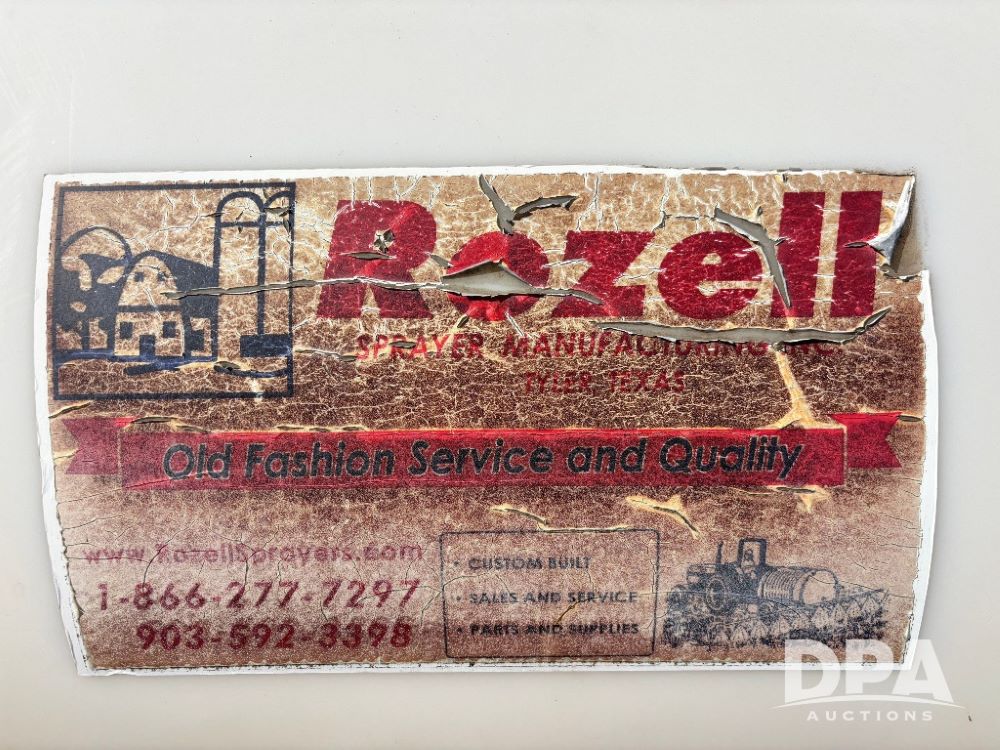 Rozell
SPRAYER MANUFACTURING INC.
TYLER, TEXAS
Old Fashion Service and Quality
www.RozellSprayers.com
1-866-277-7297
903-592-3398
• CUSTOM BUILT
• SALES AND SERVICE
• PARTS AND SUPPLIES
DPA
AUCTIONS